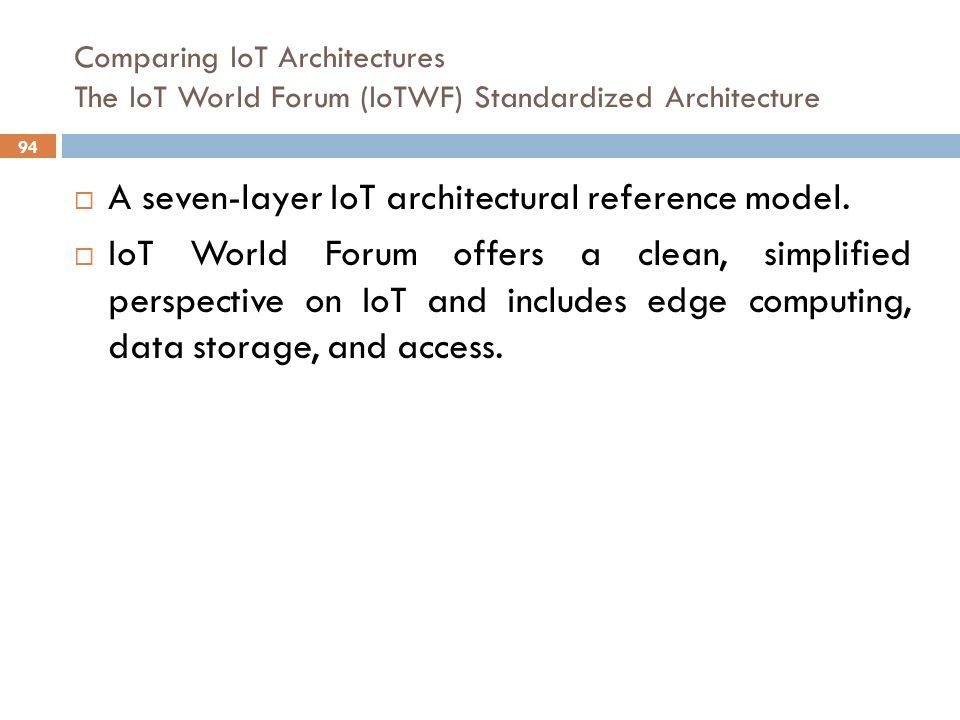 Comparing IoT Architectures
The IoT World Forum (IoTWF) Standardized Architecture
94
A seven-layer IoT architectural reference model.
IoT World Forum offers a clean, simplified
perspective on IoT and includes edge computing,
data storage, and access.